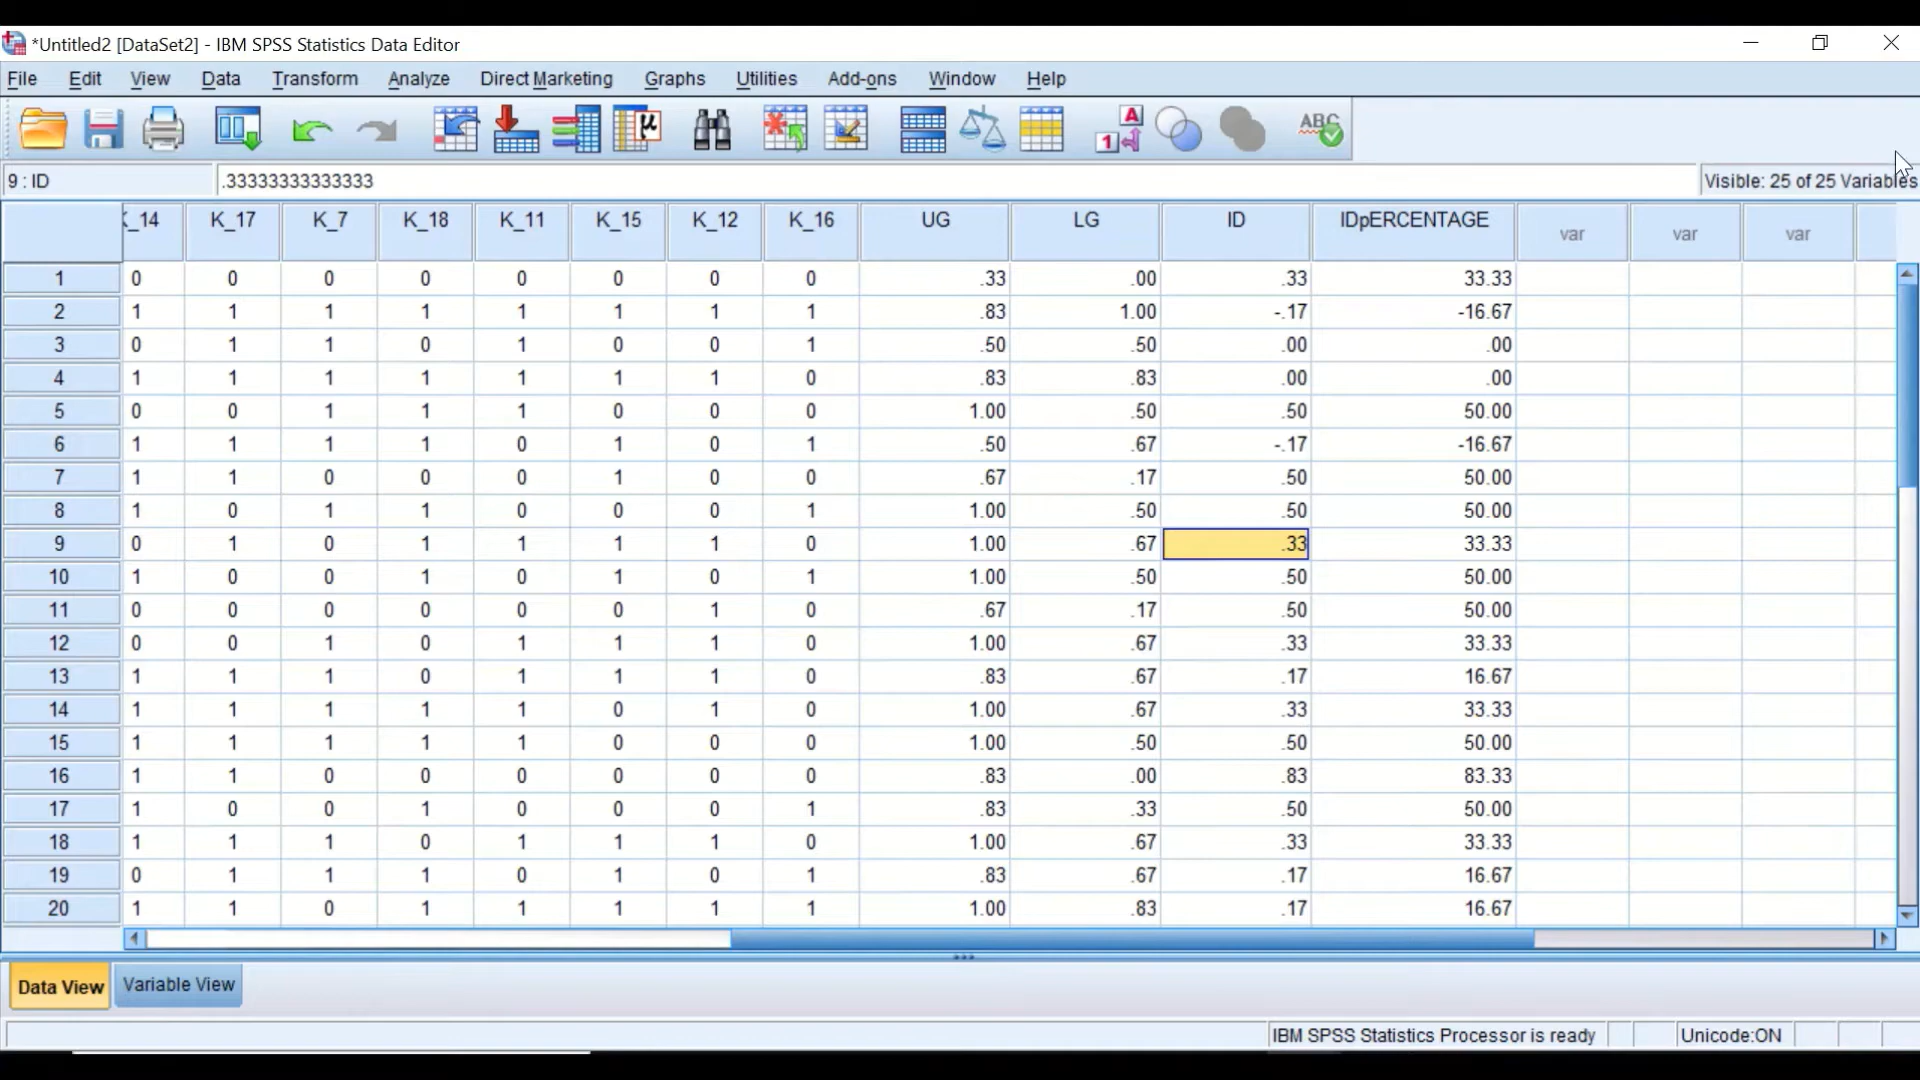 *Untitled2 [DataSet2] - IBM SPSS Statistics Data Editor
File Edit View Data Transform Analyze Direct Marketing Graphs Utilities Add-ons Window Help
μ A 1 ABC
9 : ID .33333333333333 Visible: 25 of 25 Variables
K_14 K_17 K_7 K_18 K_11 K_15 K_12 K_16 UG LG ID IDpERCENTAGE var var var
1 0 0 0 0 0 0 0 0 .33 .00 .33 33.33
2 1 1 1 1 1 1 1 1 .83 1.00 -.17 -16.67
3 0 1 1 0 1 0 0 1 .50 .50 .00 .00
4 1 1 1 1 1 1 1 0 .83 .83 .00 .00
5 0 0 1 1 1 0 0 0 1.00 .50 .50 50.00
6 1 1 1 1 0 1 0 1 .50 .67 -.17 -16.67
7 1 1 0 0 0 1 0 0 .67 .17 .50 50.00
8 1 0 1 1 0 0 0 1 1.00 .50 .50 50.00
9 0 1 0 1 1 1 1 0 1.00 .67 .33 33.33
10 1 0 0 1 0 1 0 1 1.00 .50 .50 50.00
11 0 0 0 0 0 0 1 0 .67 .17 .50 50.00
12 0 0 1 0 1 1 1 0 1.00 .67 .33 33.33
13 1 1 1 0 1 1 1 0 .83 .67 .17 16.67
14 1 1 1 1 1 0 1 0 1.00 .67 .33 33.33
15 1 1 1 1 1 0 0 0 1.00 .50 .50 50.00
16 1 1 0 0 0 0 0 0 .83 .00 .83 83.33
17 1 0 0 1 0 0 0 1 .83 .33 .50 50.00
18 1 1 1 0 1 1 1 0 1.00 .67 .33 33.33
19 0 1 1 1 0 1 0 1 .83 .67 .17 16.67
20 1 1 0 1 1 1 1 1 1.00 .83 .17 16.67
Data View Variable View
IBM SPSS Statistics Processor is ready Unicode:ON